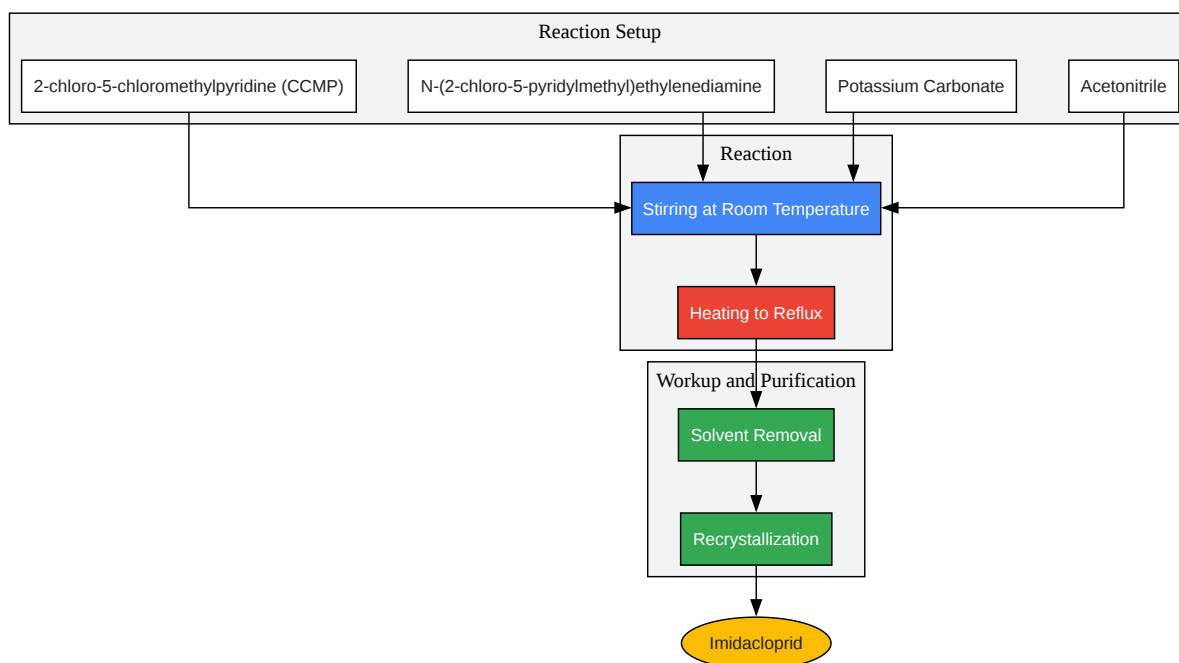 Reaction Setup
2-chloro-5-chloromethylpyridine (CCMP)
N-(2-chloro-5-pyridylmethyl)ethylenediamine
Potassium Carbonate
Acetonitrile
Reaction
Stirring at Room Temperature
Heating to Reflux
Workup and Purification
Solvent Removal
Recrystallization
Imidacloprid